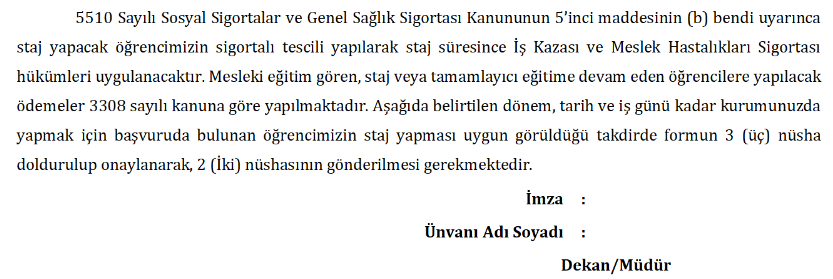 5510 Sayılı Sosyal Sigortalar ve Genel Sağlık Sigortası Kanununun 5’inci maddesinin (b) bendi uyarınca
staj yapacak öğrencimizin sigortalı tescili yapılarak staj süresince İş Kazası ve Meslek Hastalıkları Sigortası
hükümleri uygulanacaktır. Mesleki eğitim gören, staj veya tamamlayıcı eğitime devam eden öğrencilere yapılacak
ödemeler 3308 sayılı kanuna göre yapılmaktadır. Aşağıda belirtilen dönem, tarih ve iş günü kadar kurumunuzda
yapmak için başvuruda bulunan öğrencimizin staj yapması uygun görüldüğü takdirde formun 3 (üç) nüsha
doldurulup onaylanarak, 2 (İki) nüshasının gönderilmesi gerekmektedir.
İmza :
Ünvanı Adı Soyadı :
Dekan/Müdür